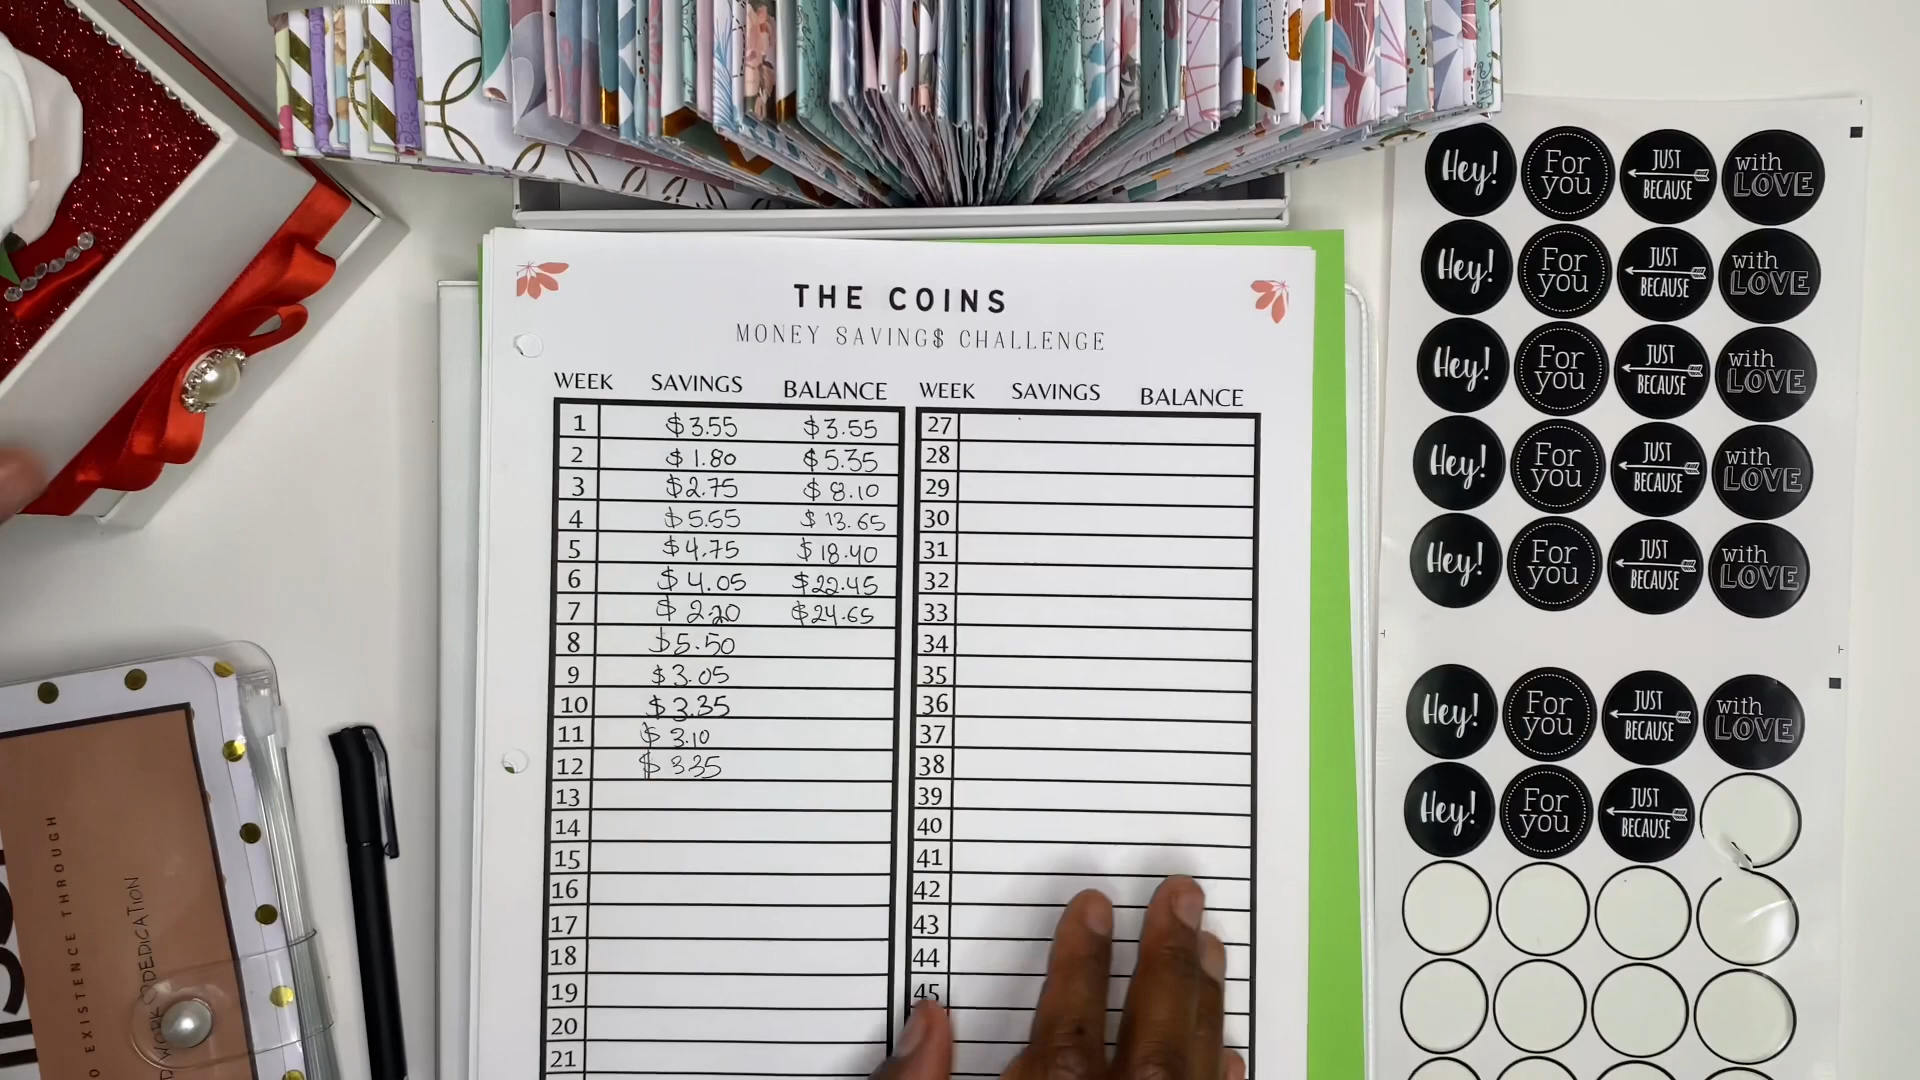 THE COINS
MONEY SAVING$ CHALLENGE
WEEK SAVINGS BALANCE WEEK SAVINGS BALANCE
1 $3.55 $3.55 27
2 $1.80 $5.35 28
3 $2.75 $8.10 29
4 $5.55 $13.65 30
5 $4.75 $18.40 31
6 $4.05 $22.45 32
7 $2.20 $24.65 33
8 $5.50 34
9 $3.05 35
10 $3.35 36
11 $3.10 37
12 $3.35 38
13 39
14 40
15 41
16 42
17 43
18 44
19 45
20
21
Hey! For you JUST BECAUSE with LOVE
Hey! For you JUST BECAUSE with LOVE
Hey! For you JUST BECAUSE with LOVE
Hey! For you JUST BECAUSE with LOVE
Hey! For you JUST BECAUSE with LOVE
Hey! For you JUST BECAUSE with LOVE
Hey! For you JUST BECAUSE
EXISTENCE THROUGH
WORK DEDICATION